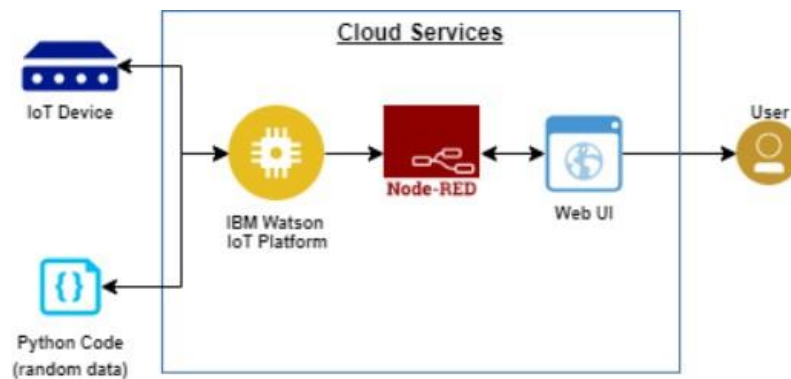 Cloud Services
IoT Device
User
Node-RED
Web UI
IBM Watson
IoT Platform
{}
Python Code
(random data)